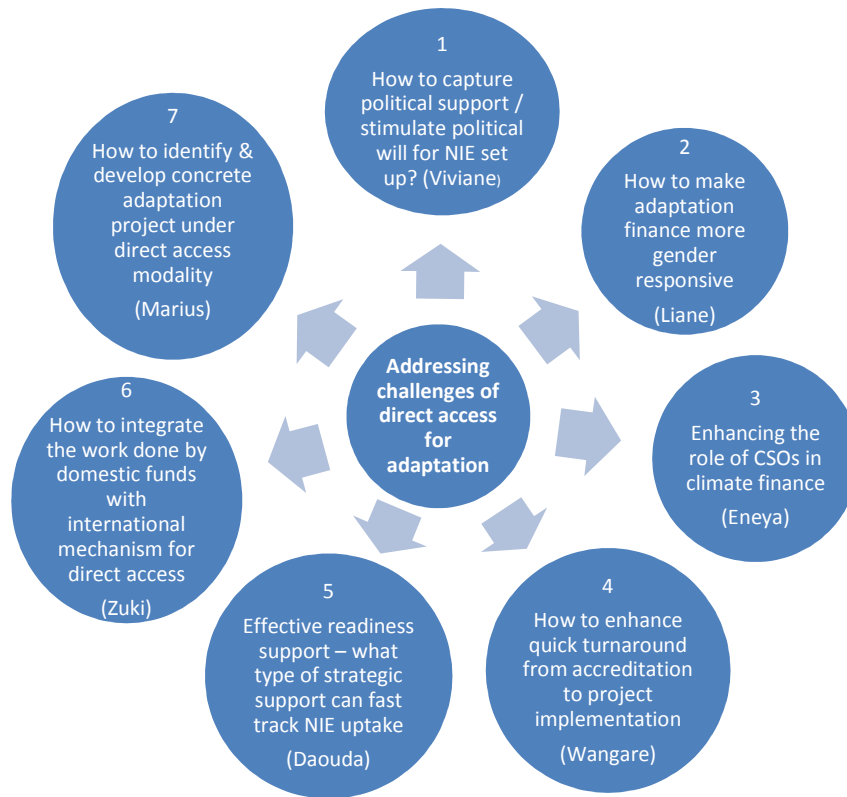 1
How to capture
political support /
stimulate political
will for NIE set
up? (Viviane)
2
How to make
adaptation
finance more
gender
responsive
(Liane)
3
Enhancing the
role of CSOs in
climate finance
(Eneya)
4
How to enhance
quick turnaround
from accreditation
to project
implementation
(Wangare)
5
Effective readiness
support – what
type of strategic
support can fast
track NIE uptake
(Daouda)
6
How to integrate
the work done by
domestic funds
with
international
mechanism for
direct access
(Zuki)
7
How to identify &
develop concrete
adaptation
project under
direct access
modality
(Marius)
Addressing
challenges of
direct access
for
adaptation